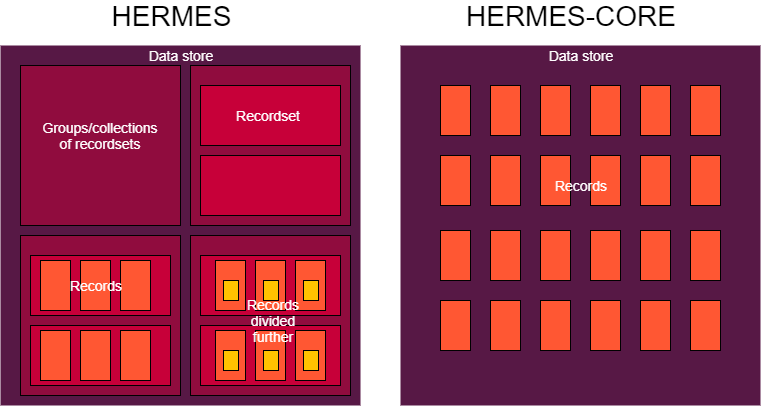 HERMES
HERMES-CORE
Data store
Data store
Groups/collections
of recordsets
Recordset
Records
Records
Records
divided
further